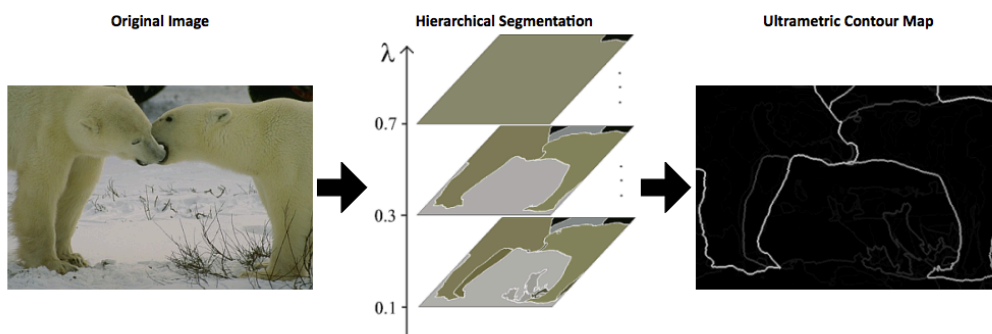 Original Image
Hierarchical Segmentation
Ultrametric Contour Map
λ
0.7
0.3
0.1